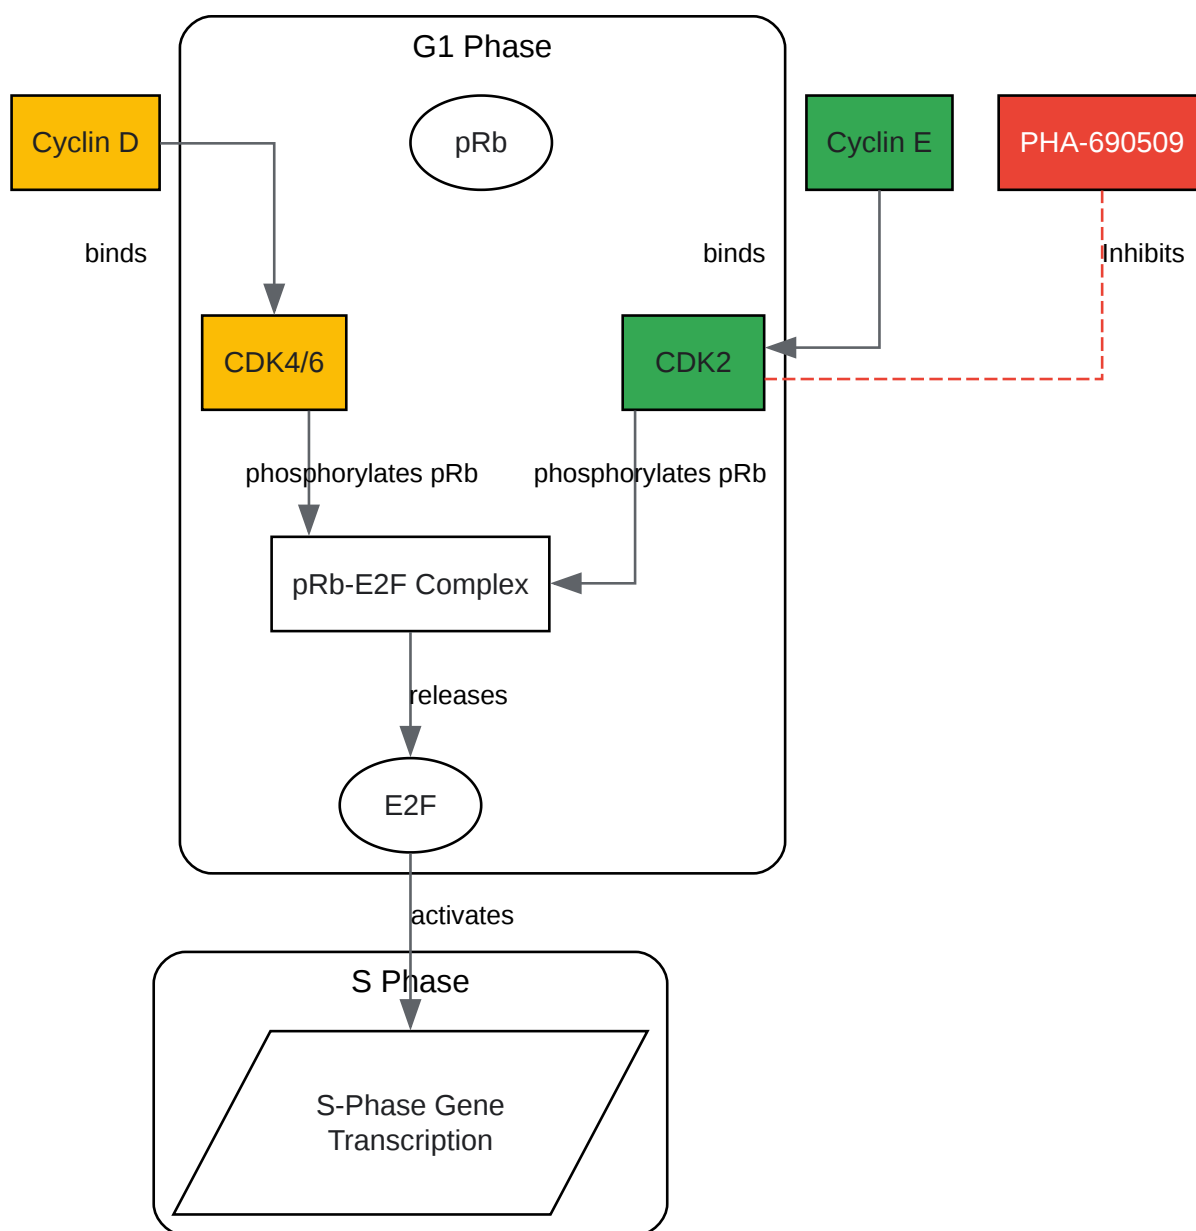 G1 Phase
Cyclin D
pRb
Cyclin E
PHA-690509
binds
binds
Inhibits
CDK4/6
CDK2
phosphorylates pRb
phosphorylates pRb
pRb-E2F Complex
releases
E2F
activates
S Phase
S-Phase Gene
Transcription